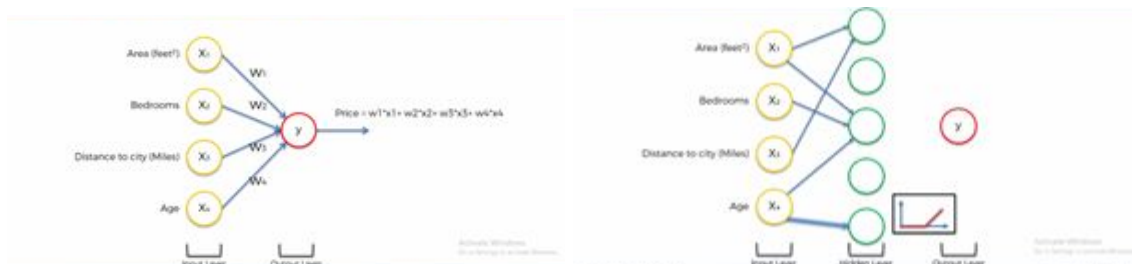 Area (feet²)
X₁
W₁
Bedrooms
X₂
W₂
Price = w1*x1+ w2*x2+ w3*x3+ w4*x4
y
Distance to city (Miles)
X₃
W₃
Age
X₄
W₄
Input Layer
Output Layer
Activate Windows
Area (feet²)
X₁
Bedrooms
X₂
y
Distance to city (Miles)
X₃
Age
X₄
Input Layer
Hidden Layer
Output Layer
Activate Windows